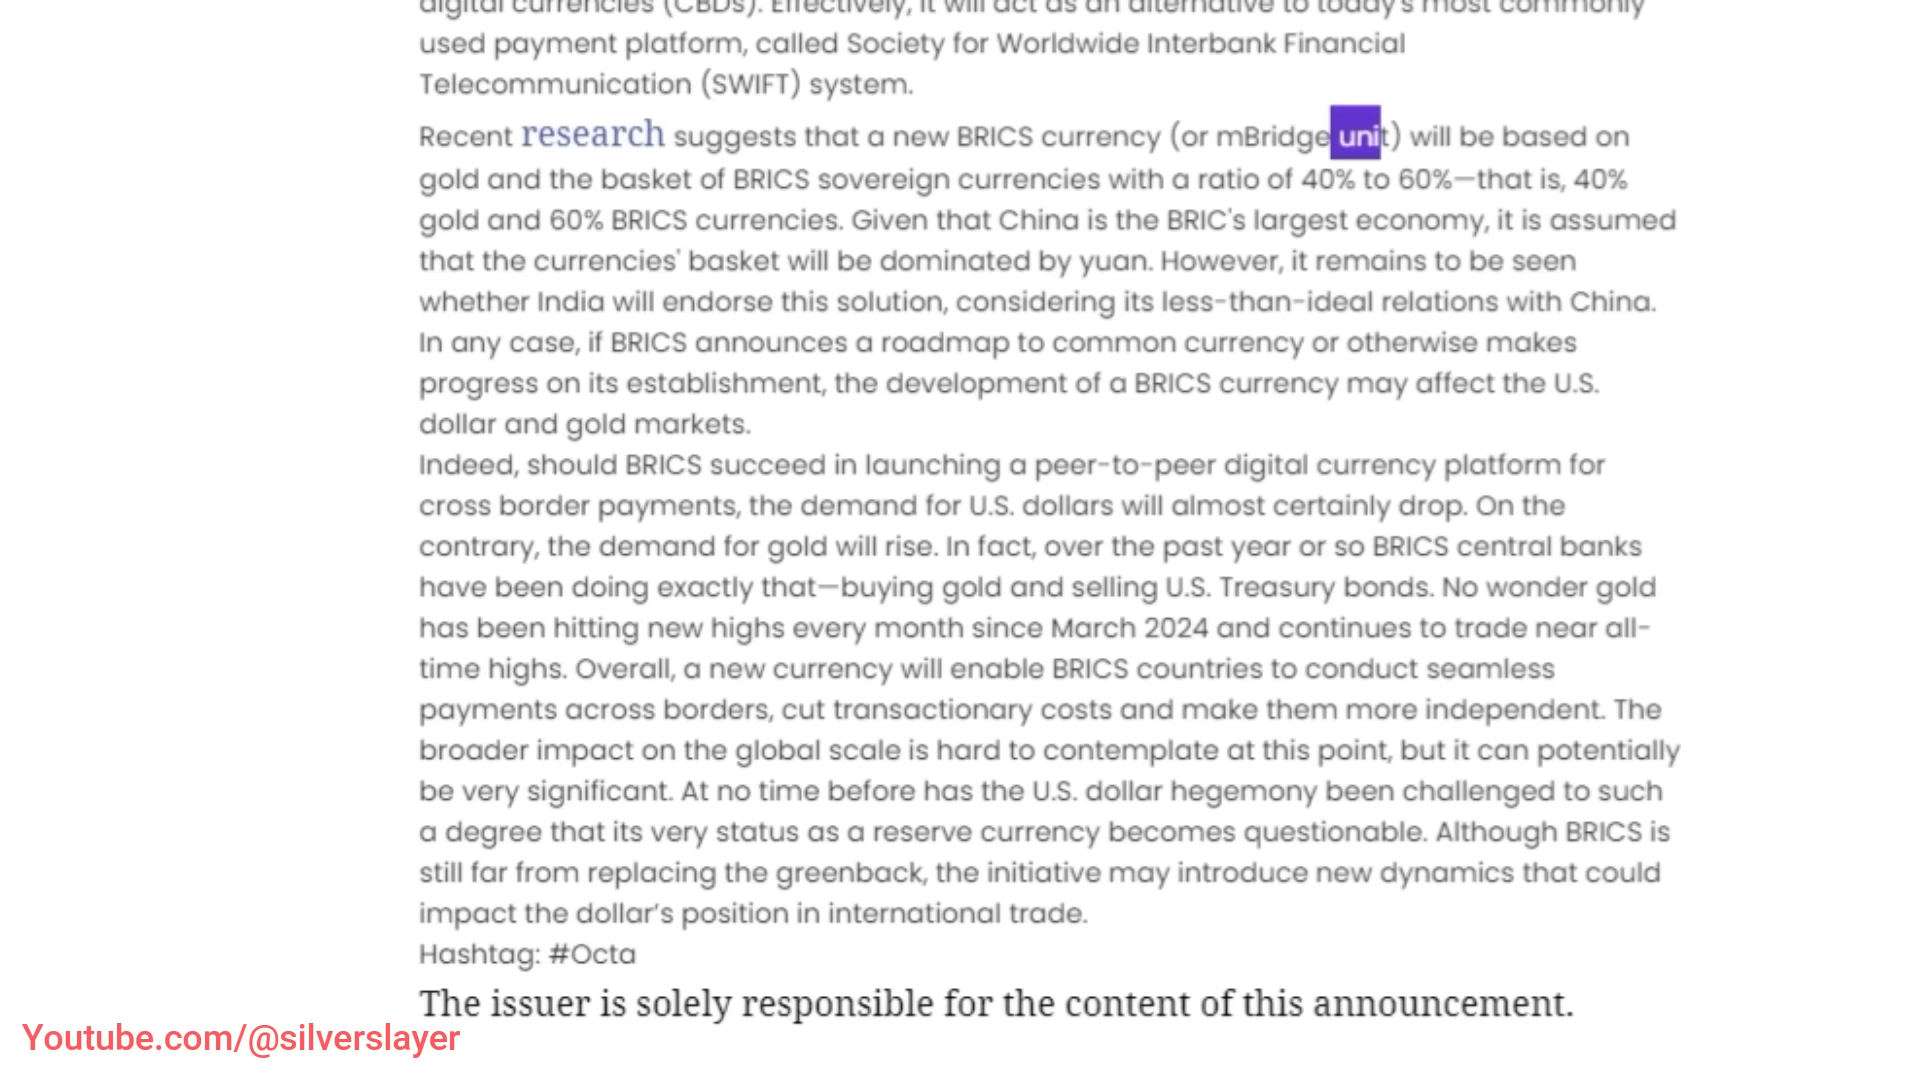 digital currencies (CBDs). Effectively, it will act as an alternative to today's most commonly
used payment platform, called Society for Worldwide Interbank Financial
Telecommunication (SWIFT) system.
Recent research suggests that a new BRICS currency (or mBridge unit) will be based on
gold and the basket of BRICS sovereign currencies with a ratio of 40% to 60%—that is, 40%
gold and 60% BRICS currencies. Given that China is the BRIC's largest economy, it is assumed
that the currencies' basket will be dominated by yuan. However, it remains to be seen
whether India will endorse this solution, considering its less-than-ideal relations with China.
In any case, if BRICS announces a roadmap to common currency or otherwise makes
progress on its establishment, the development of a BRICS currency may affect the U.S.
dollar and gold markets.
Indeed, should BRICS succeed in launching a peer-to-peer digital currency platform for
cross border payments, the demand for U.S. dollars will almost certainly drop. On the
contrary, the demand for gold will rise. In fact, over the past year or so BRICS central banks
have been doing exactly that—buying gold and selling U.S. Treasury bonds. No wonder gold
has been hitting new highs every month since March 2024 and continues to trade near all-
time highs. Overall, a new currency will enable BRICS countries to conduct seamless
payments across borders, cut transactionary costs and make them more independent. The
broader impact on the global scale is hard to contemplate at this point, but it can potentially
be very significant. At no time before has the U.S. dollar hegemony been challenged to such
a degree that its very status as a reserve currency becomes questionable. Although BRICS is
still far from replacing the greenback, the initiative may introduce new dynamics that could
impact the dollar’s position in international trade.
Hashtag: #Octa
The issuer is solely responsible for the content of this announcement.
Youtube.com/@silverslayer